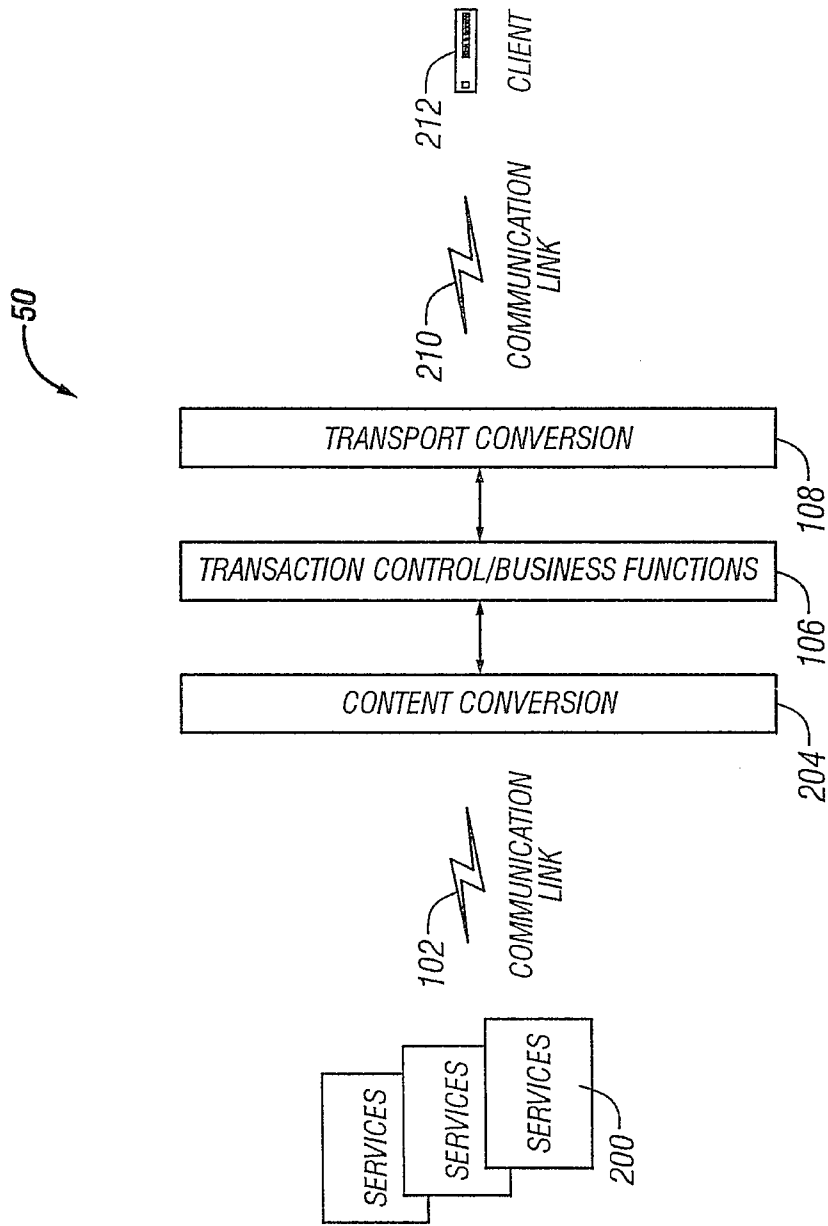 50
SERVICES
SERVICES
SERVICES
200
102
COMMUNICATION
LINK
CONTENT CONVERSION
204
TRANSACTION CONTROL/BUSINESS FUNCTIONS
106
TRANSPORT CONVERSION
108
210
COMMUNICATION
LINK
212
CLIENT